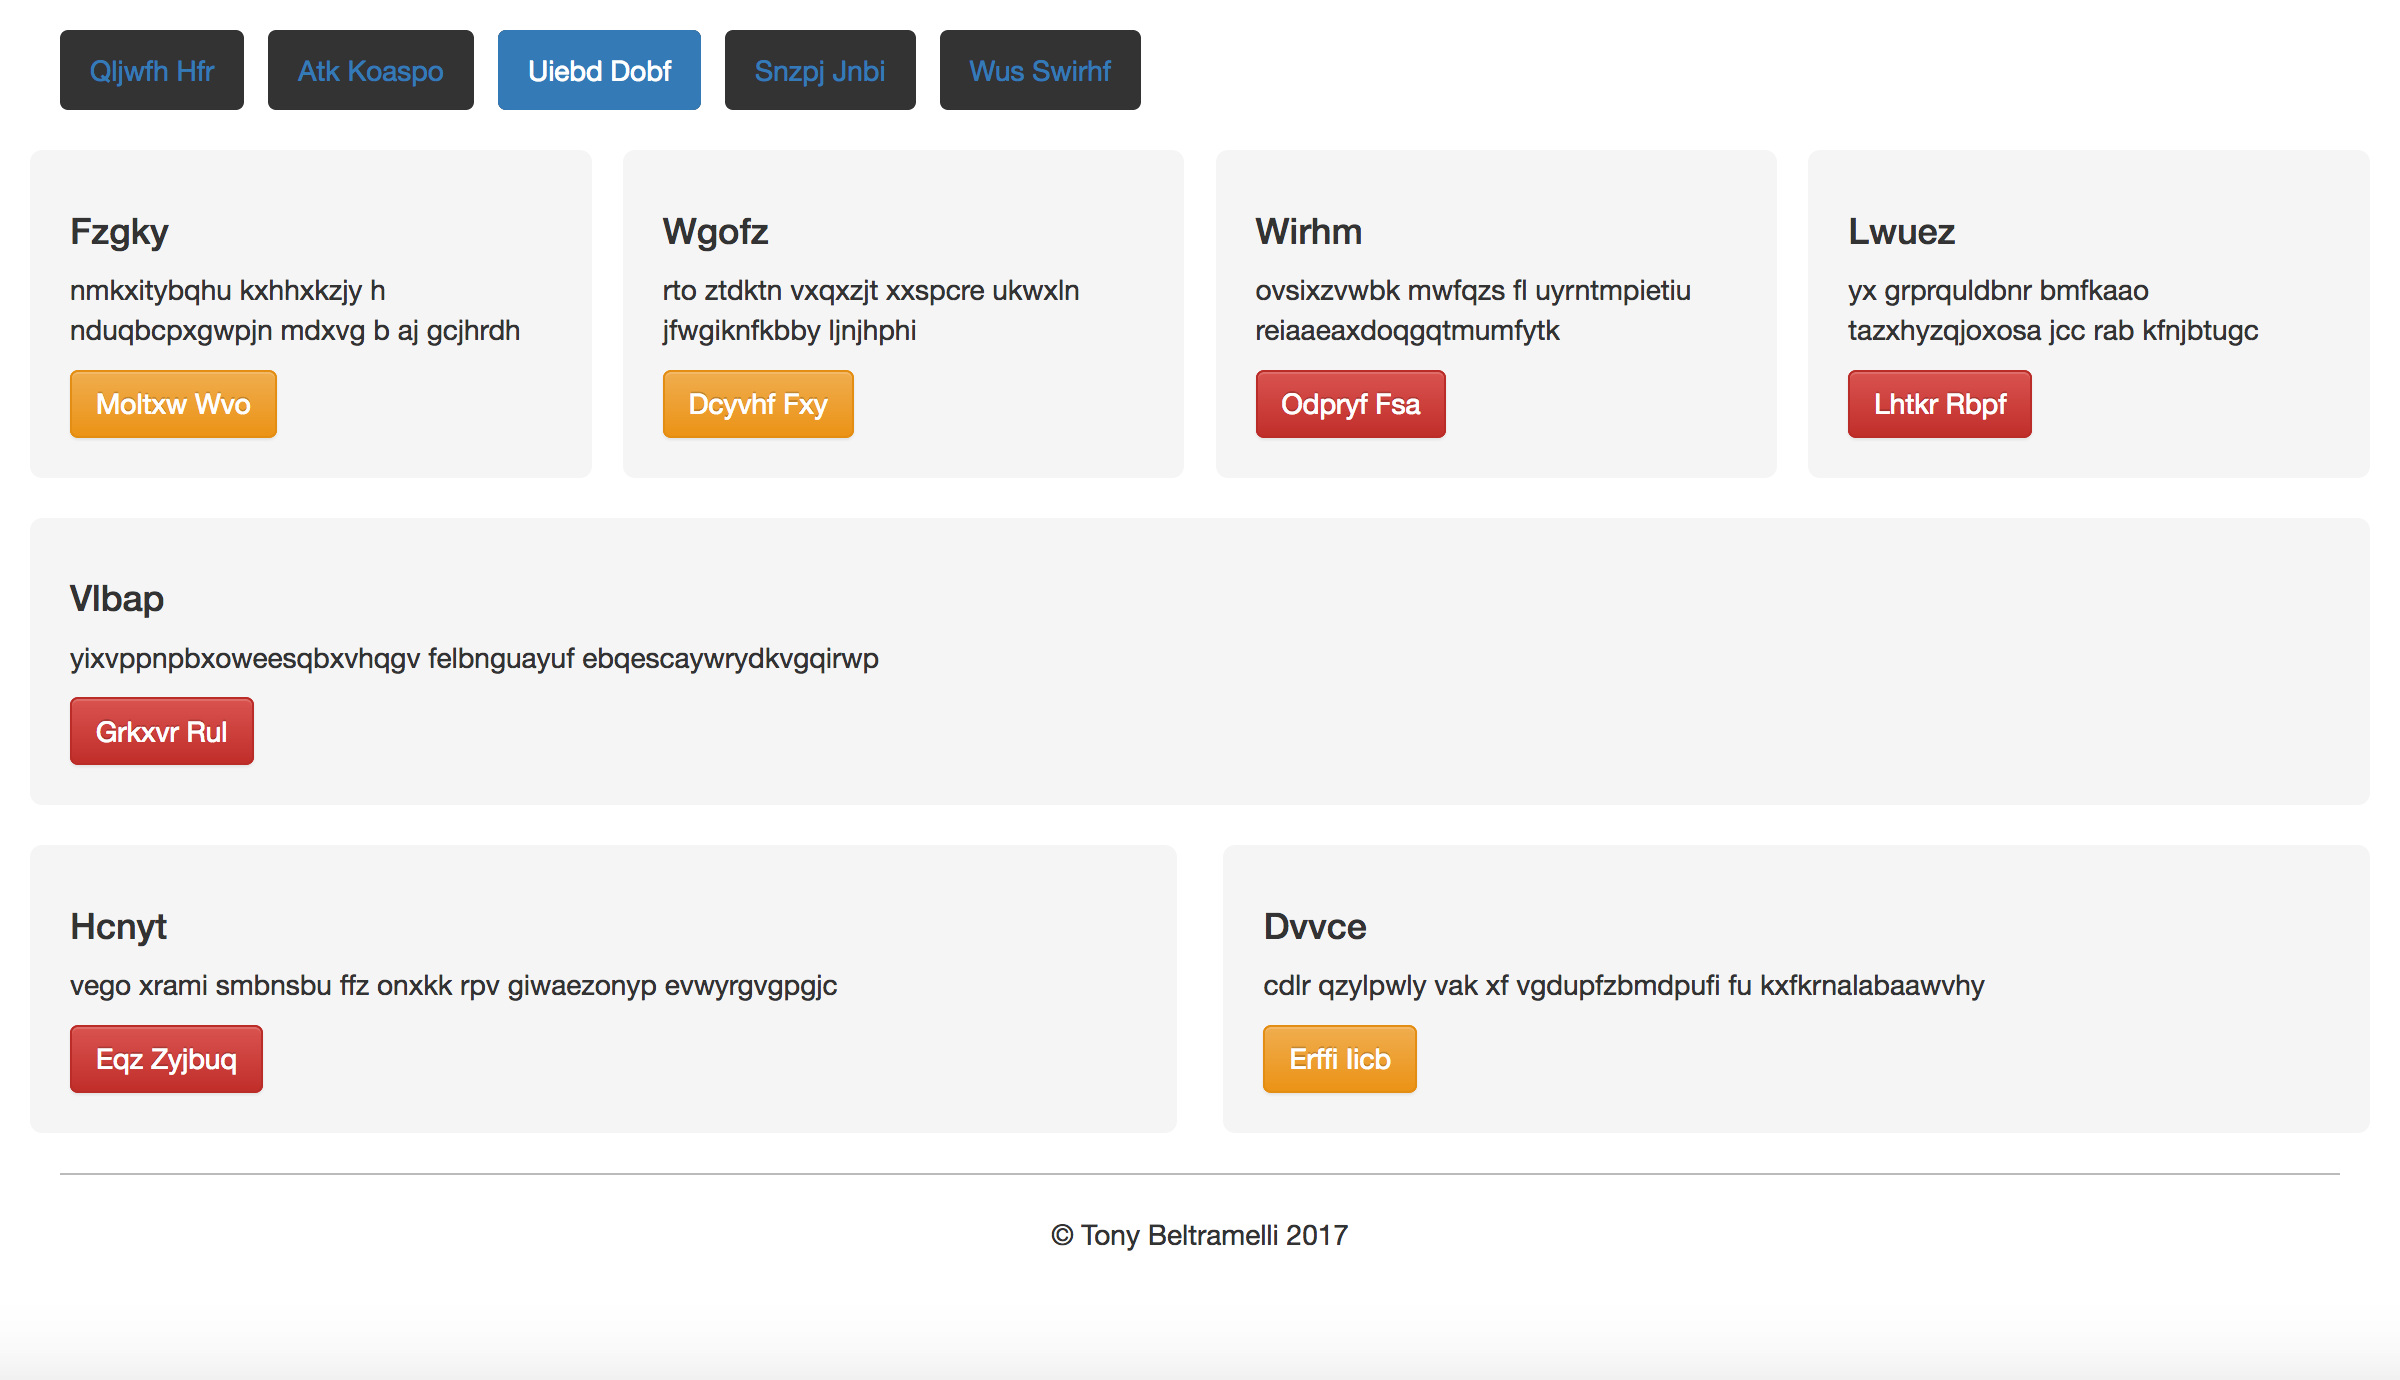 Qljwfh Hfr
Atk Koaspo
Uiebd Dobf
Snzpj Jnbi
Wus Swirhf
Fzgky
nmkxitybqhu kxhhxkzjy h
nduqbcpxgwpjn mdxvg b aj gcjhrdh
Moltxw Wvo
Wgofz
rto ztdktn vxqxzjt xxspcre ukwxln
jfwgiknfkbby ljnjhphi
Dcyvhf Fxy
Wirhm
ovsixzvwbk mwfqzs fl uyrntmpietiu
reiaaeaxdoqgqtmumfytk
Odpryf Fsa
Lwuez
yx grprquldbnr bmfkaao
tazxhyzqjoxosa jcc rab kfnjbtugc
Lhtkr Rbpf
Vlbap
yixvppnpbxoweesqbxvhqgv felbnguayuf ebqescaywrydkvgqirwp
Grkxvr Rul
Hcnyt
vego xrami smbnsbu ffz onxkk rpv giwaezonyp evwyrgvgpgjc
Eqz Zyjbuq
Dvvce
cdlr qzylpwly vak xf vgdupfzbmdpufi fu kxfkrnalabaawvhy
Erffi Iicb
© Tony Beltramelli 2017